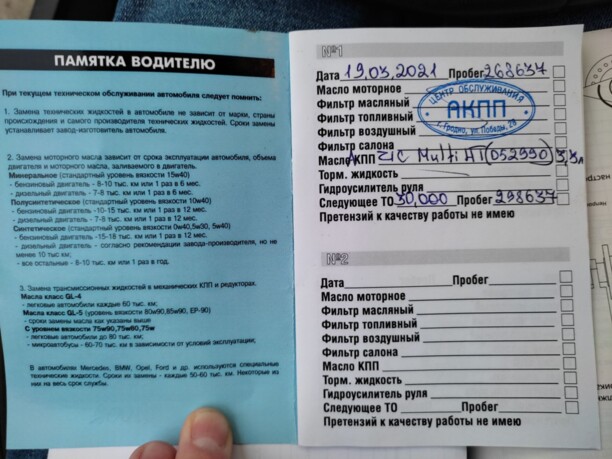 ПАМЯТКА ВОДИТЕЛЮ
При текущем техническом обслуживании автомобиля следует помнить:
1. Замена технических жидкостей в автомобиле не зависит от марки, страны
происхождения и самого производителя технических жидкостей. Сроки замены
устанавливает завод-изготовитель автомобиля.
2. Замена моторного масла зависит от срока эксплуатации автомобиля, объема
двигателя и моторного масла, заливаемого в двигатель.
Минеральное (стандартный уровень вязкости 15w40)
- бензиновый двигатель - 8-10 тыс. км или 1 раз в 6 мес.
- дизельный двигатель - 7-8 тыс. км или 1 раз в 6 мес.
Полусинтетическое (стандартный уровень 10w40)
- бензиновый двигатель -10-15 тыс. км или 1 раз в 12 мес.
- дизельный двигатель - 7-8 тыс. км или 1 раз в 12 мес.
Синтетическое (стандартный уровень 0w40,5w30, 5w40)
- бензиновый двигатель -15-18 тыс. км или 1 раз в 12 мес.
- дизельный двигатель - согласно рекомендации завода-производителя, но не
менее 10 тыс км;
- все остальные - 8-10 тыс. км или 1 раз в год.
3. Замена трансмиссионных жидкостей в механических КПП и редукторах.
Масла класс GL-4
- легковые автомобили каждые 60 тыс. км;
Масла класс GL-5 (уровень вязкости 80w90,85w90, EP-90)
- сроки замены масла как указаны выше
С уровнем вязкости 75w90,75w80,75w
- легковые автомобили до 80 тыс. км;
- микроавтобусы - 60-70 тыс. км в зависимости от условий эксплуатации;
В автомобилях Mercedes, BMW, Opel, Ford и др. используются специальные
технические жидкости. Сроки их замены - каждые 50-60 тыс. км. Некоторые из
них на весь срок службы.
№1
Дата 19,03,2021 Пробег 268637
Масло моторное
Фильтр масляный
Фильтр топливный
Фильтр воздушный
Фильтр салона
ЦЕНТР ОБСЛУЖИВАНИЯ
АКПП
г.Гродно, ул. Победы,
Масло АКПП Multi HT (052990) 3,3л
Торм. жидкость
Гидроусилитель руля
Следующее ТО 30,000 Пробег 298637
Претензий к качеству работы не имею
№2
Дата Пробег
Масло моторное
Фильтр масляный
Фильтр топливный
Фильтр воздушный
Фильтр салона
Масло КПП
Торм. жидкость
Гидроусилитель руля
Следующее ТО Пробег
Претензий к качеству работы не имею